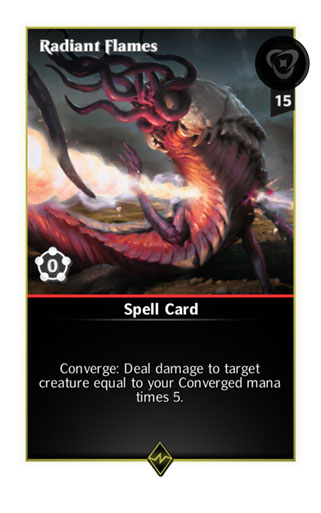 Radiant Flames
15
0
Spell Card
Converge: Deal damage to target
creature equal to your Converged mana
times 5.